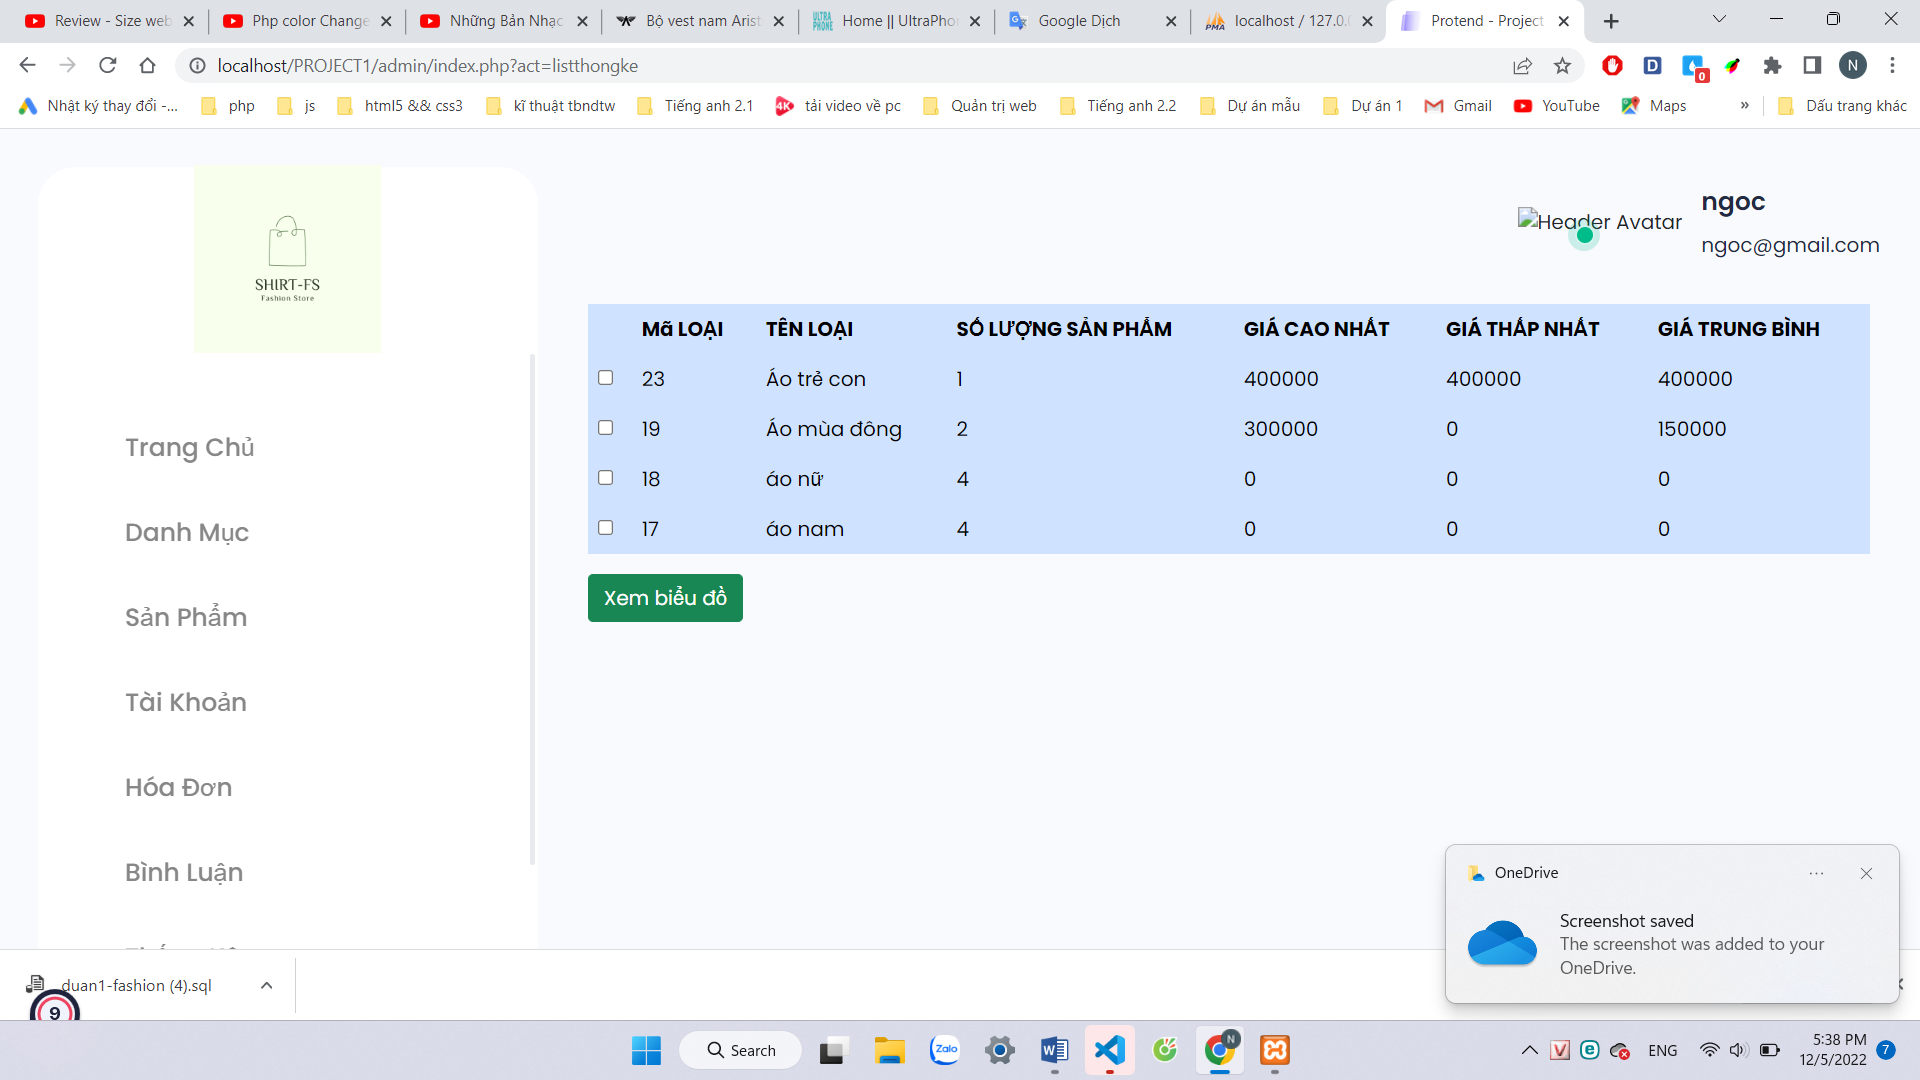 Review - Size web
Php color Change
Những Bản Nhạc
Bộ vest nam Arist
Home || UltraPho
Google Dịch
localhost / 127.0.0
Protend - Project
localhost/PROJECT1/admin/index.php?act=listthongke
0
N
Nhật ký thay đổi -...
php
js
html5 && css3
kĩ thuật tbndtw
Tiếng anh 2.1
tải video về pc
Quản trị web
Tiếng anh 2.2
Dự án mẫu
Dự án 1
Gmail
YouTube
Maps
»
Dấu trang khác
SHIRT-FS
Fashion Store
Header Avatar
ngoc
ngoc@gmail.com
Trang Chủ
Danh Mục
Sản Phẩm
Tài Khoản
Hóa Đơn
Bình Luận
Mã LOẠI TÊN LOẠI SỐ LƯỢNG SẢN PHẨM GIÁ CAO NHẤT GIÁ THẤP NHẤT GIÁ TRUNG BÌNH
23 Áo trẻ con 1 400000 400000 400000
19 Áo mùa đông 2 300000 0 150000
18 áo nữ 4 0 0 0
17 áo nam 4 0 0 0
Xem biểu đồ
OneDrive
Screenshot saved
The screenshot was added to your
OneDrive.
duan1-fashion (4).sql
9
Search
Zalo
N
ENG
5:38 PM
12/5/2022
7